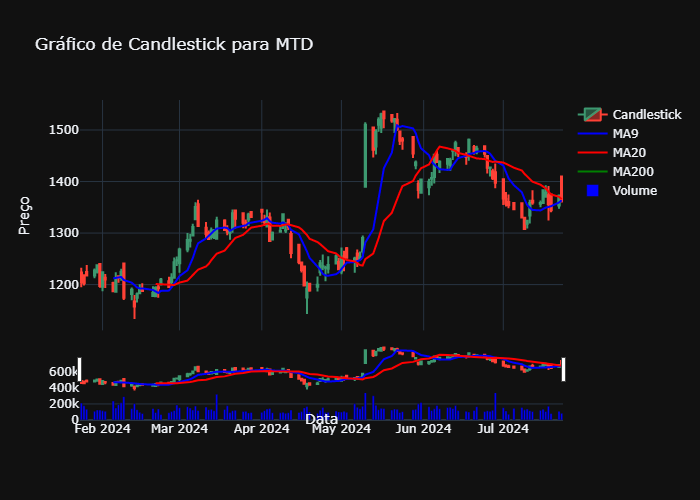 Gráfico de Candlestick para MTD
Candlestick
MA9
MA20
MA200
Volume
Preço
1500
1400
1300
1200
600k
400k
200k
0
Feb 2024
Mar 2024
Apr 2024
May 2024
Jun 2024
Jul 2024
Data